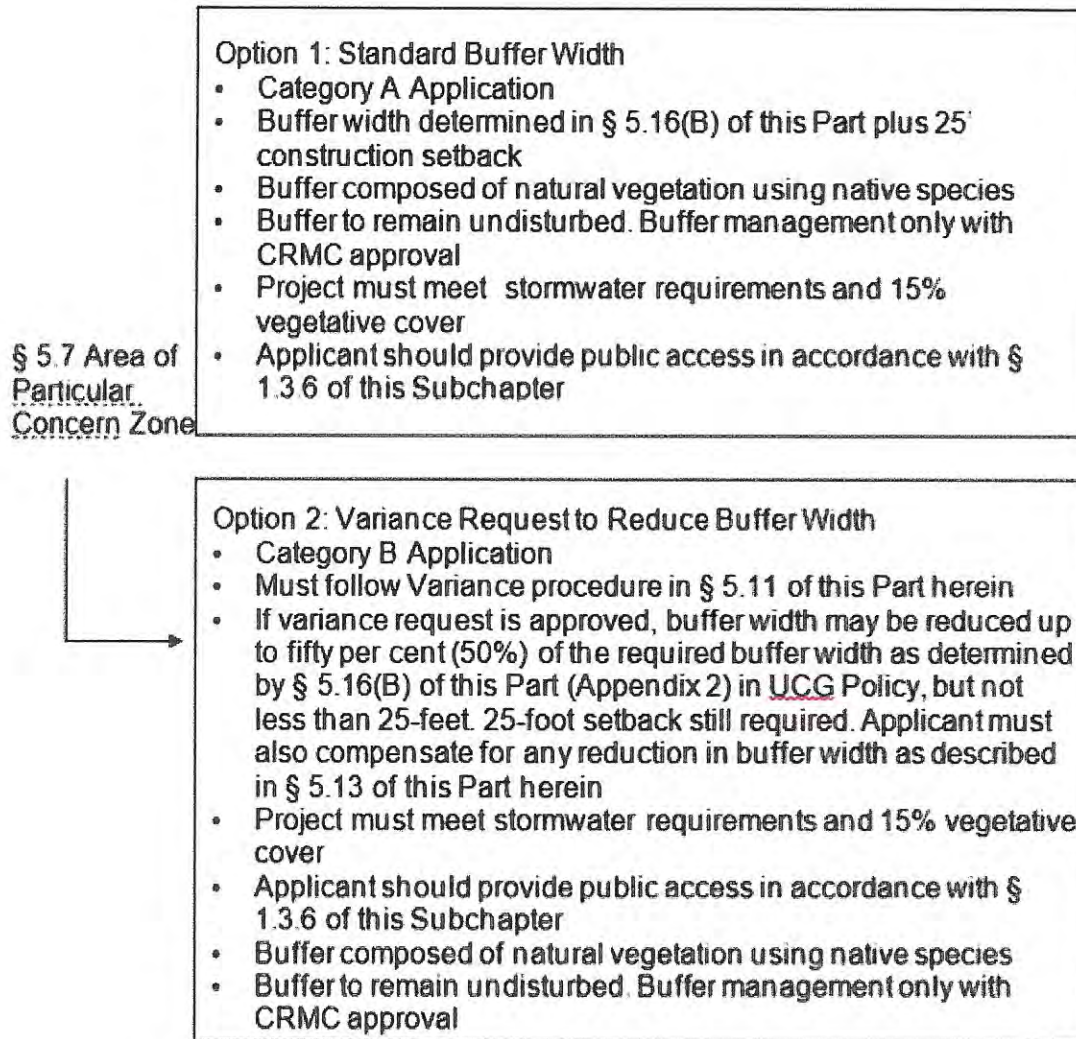 Option 1: Standard Buffer Width
• Category A Application
• Buffer width determined in § 5.16(B) of this Part plus 25'
construction setback
• Buffer composed of natural vegetation using native species
• Buffer to remain undisturbed. Buffer management only with
CRMC approval
• Project must meet stormwater requirements and 15%
vegetative cover
• Applicant should provide public access in accordance with §
1.3.6 of this Subchapter
§ 5.7 Area of
Particular
Concern Zone
Option 2: Variance Request to Reduce Buffer Width
• Category B Application
• Must follow Variance procedure in § 5.11 of this Part herein
• If variance request is approved, buffer width may be reduced up
to fifty per cent (50%) of the required buffer width as determined
by § 5.16(B) of this Part (Appendix 2) in UCG Policy, but not
less than 25-feet. 25-foot setback still required. Applicant must
also compensate for any reduction in buffer width as described
in § 5.13 of this Part herein
• Project must meet stormwater requirements and 15% vegetative
cover
• Applicant should provide public access in accordance with §
1.3.6 of this Subchapter
• Buffer composed of natural vegetation using native species
• Buffer to remain undisturbed. Buffer management only with
CRMC approval